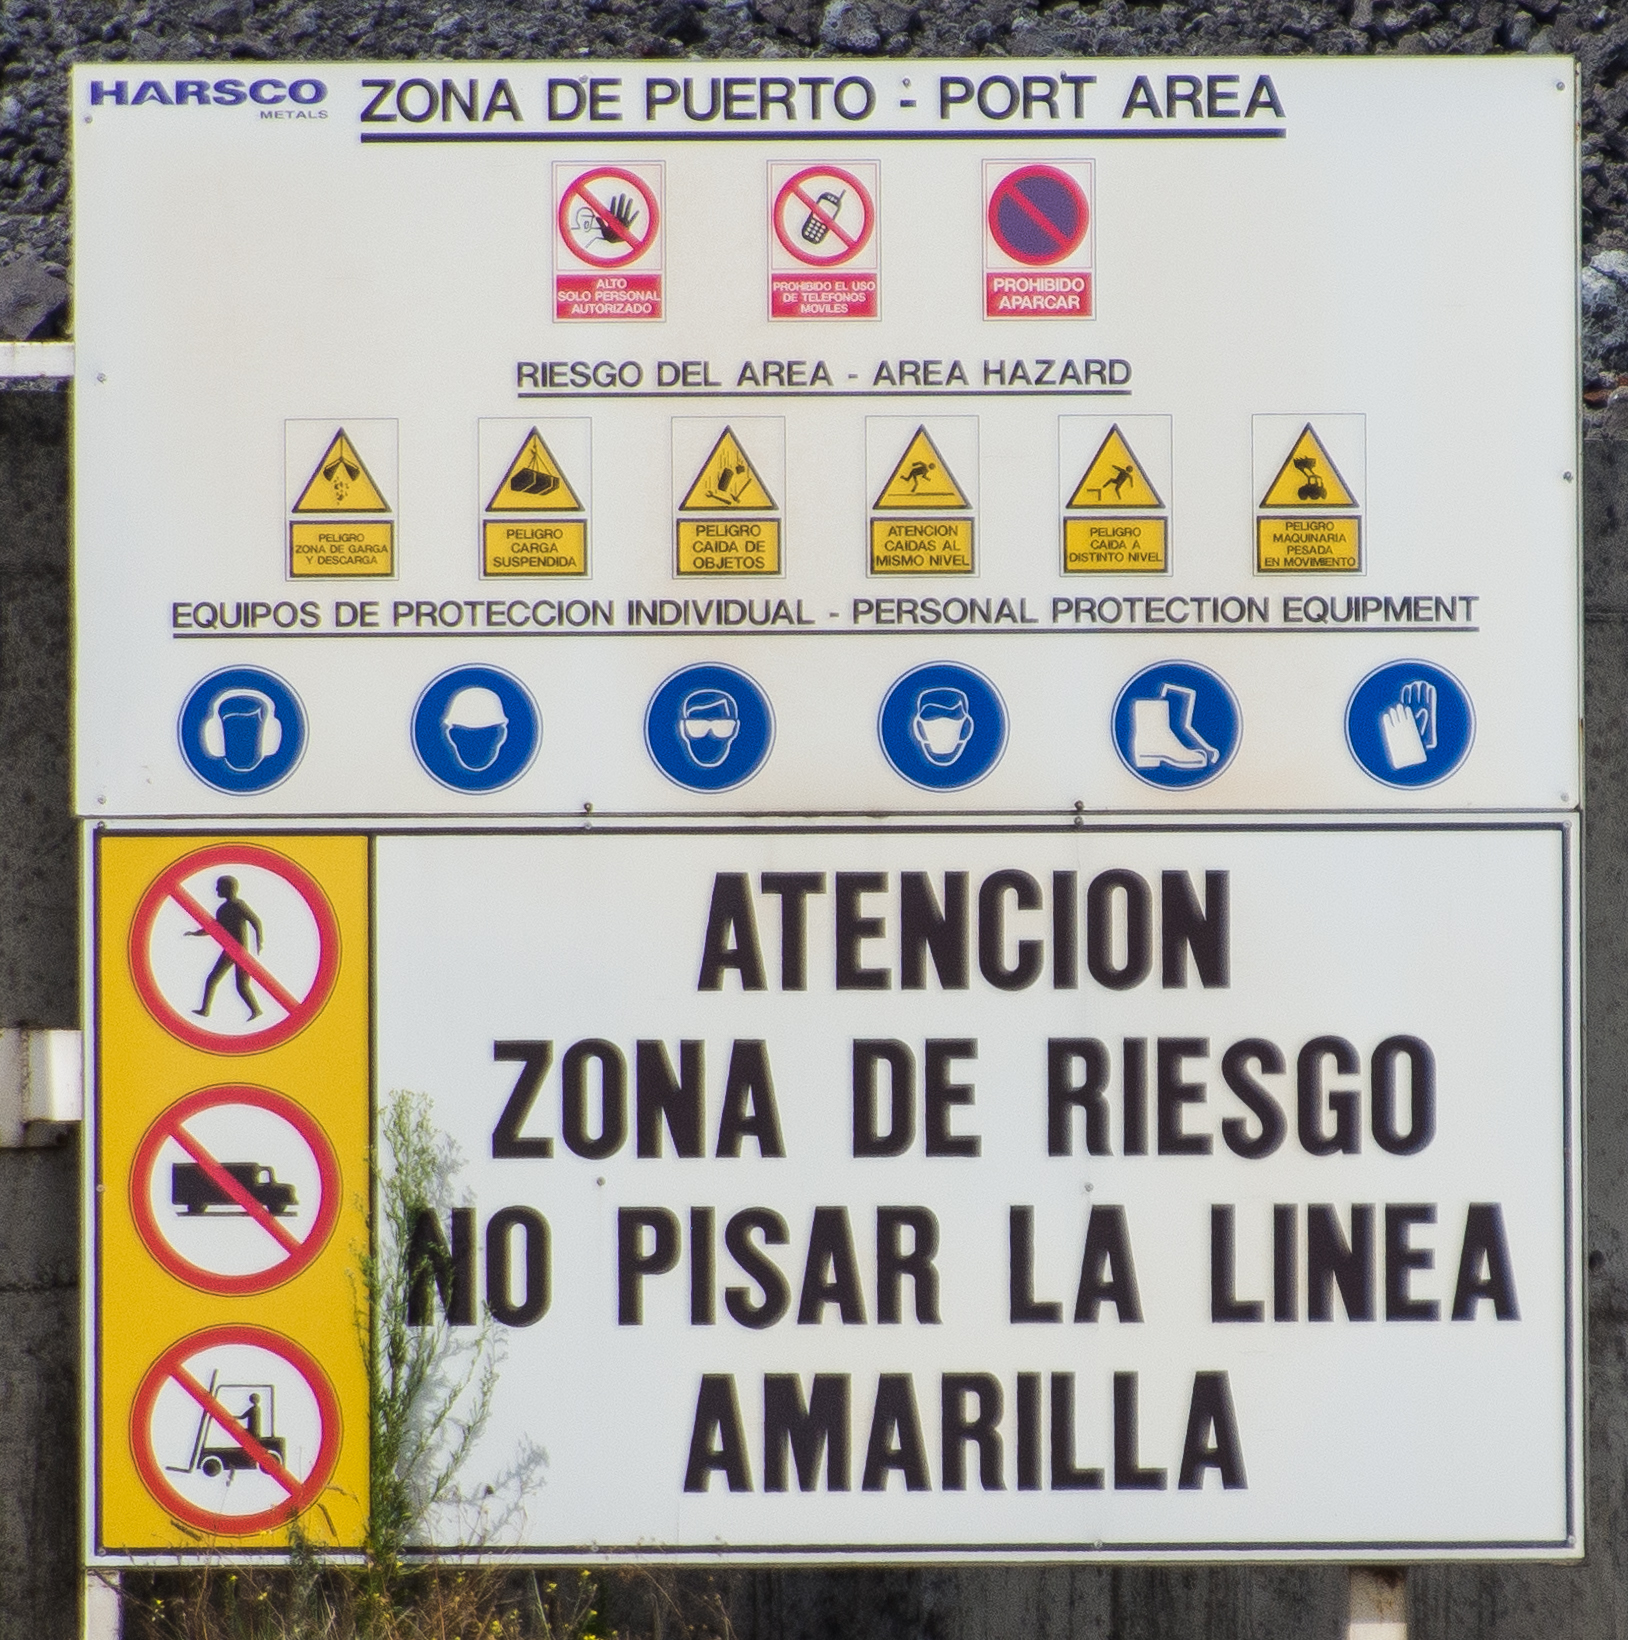 HARSCO
METALS
ZONA DE PUERTO - PORT AREA
ALTO
SOLO PERSONAL
AUTORIZADO
PROHIBIDO EL USO
DE TELEFONOS
MOVILES
PROHIBIDO
APARCAR
RIESGO DEL AREA - AREA HAZARD
PELIGRO
ZONA DE GARGA
Y DESCARGA
PELIGRO
CARGA
SUSPENDIDA
PELIGRO
CAIDA DE
OBJETOS
ATENCION
CAIDAS AL
MISMO NIVEL
PELIGRO
CAIDA A
DISTINTO NIVEL
PELIGRO
MAQUINARIA
PESADA
EN MOVIMIENTO
EQUIPOS DE PROTECCION INDIVIDUAL - PERSONAL PROTECTION EQUIPMENT
ATENCION
ZONA DE RIESGO
NO PISAR LA LINEA
AMARILLA